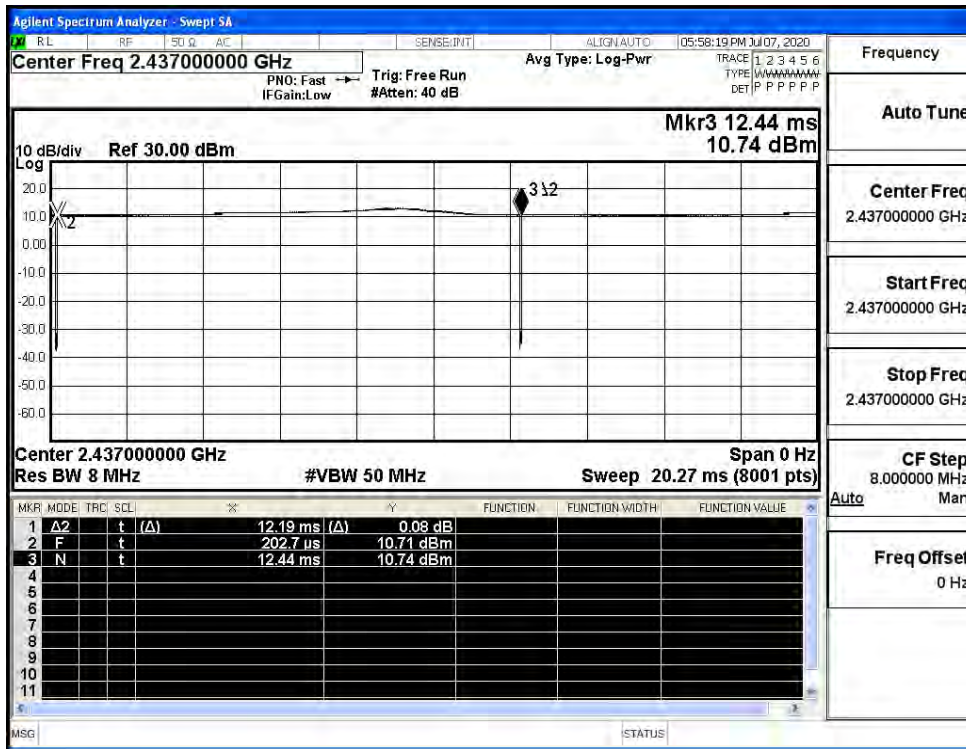 Agilent Spectrum Analyzer - Swept SA
LXI RL RF 50 Ω AC SENSE:INT ALIGN AUTO 05:58:19 PM Jul 07, 2020
Center Freq 2.437000000 GHz
PNO: Fast Trig: Free Run Avg Type: Log-Pwr TRACE 1 2 3 4 5 6
IFGain:Low #Atten: 40 dB TYPE WWWWWW
DET P P P P P P
Mkr3 12.44 ms
10.74 dBm
10 dB/div Ref 30.00 dBm
Log
20.0
10.0
0.00
-10.0
-20.0
-30.0
-40.0
-50.0
-60.0
2
3 1Δ2
Center 2.437000000 GHz Span 0 Hz
Res BW 8 MHz #VBW 50 MHz Sweep 20.27 ms (8001 pts)
MKR MODE TRC SCL X Y FUNCTION FUNCTION WIDTH FUNCTION VALUE
1 Δ2 t (Δ) 12.19 ms (Δ) 0.08 dB
2 F t 202.7 µs 10.71 dBm
3 N t 12.44 ms 10.74 dBm
4
5
6
7
8
9
10
11
MSG STATUS
Frequency
Auto Tune
Center Freq
2.437000000 GHz
Start Freq
2.437000000 GHz
Stop Freq
2.437000000 GHz
CF Step
8.000000 MHz
Auto Man
Freq Offset
0 Hz